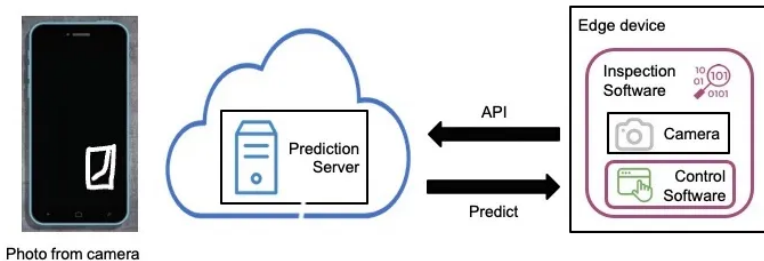 Photo from camera
Prediction
Server
API
Predict
Edge device
Inspection
Software
10
01
101
0101
Camera
Control
Software